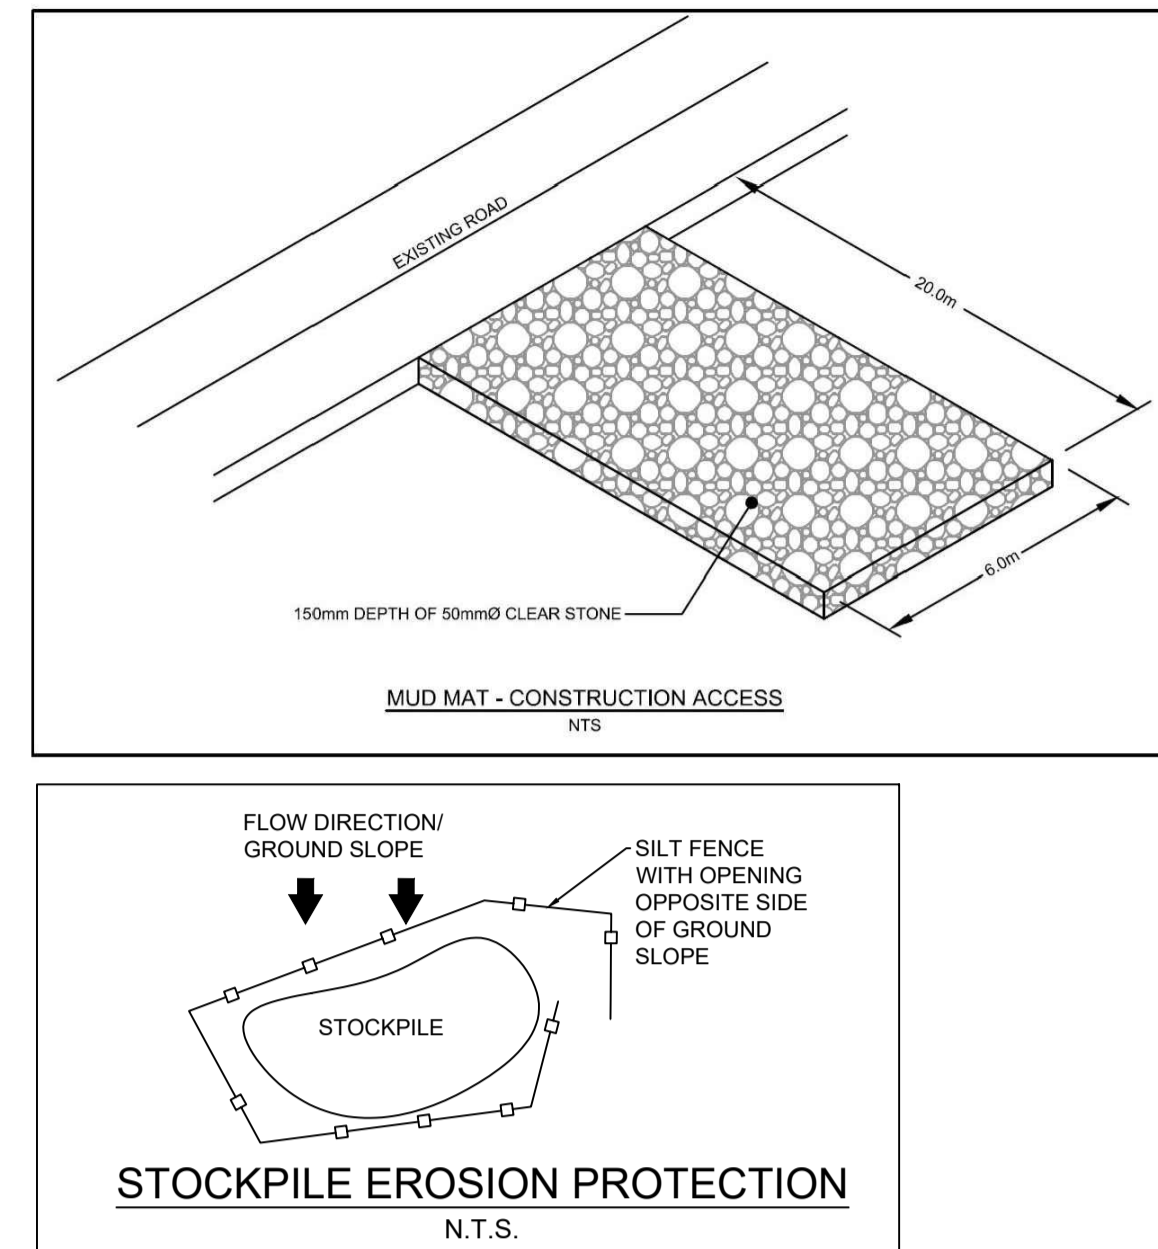 EXISTING ROAD
20.0m
6.0m
150mm DEPTH OF 50mmØ CLEAR STONE
MUD MAT - CONSTRUCTION ACCESS
NTS
FLOW DIRECTION/
GROUND SLOPE
SILT FENCE
WITH OPENING
OPPOSITE SIDE
OF GROUND
SLOPE
STOCKPILE
STOCKPILE EROSION PROTECTION
N.T.S.